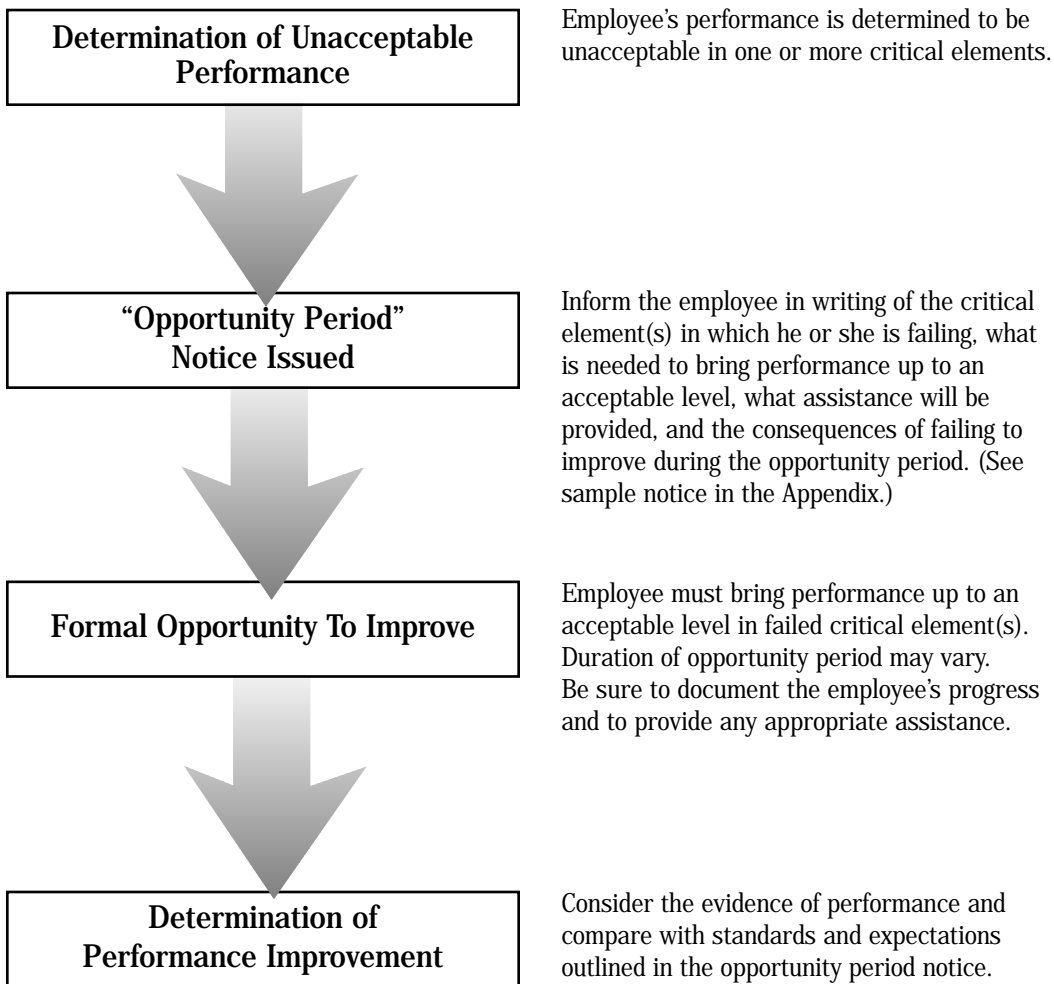 Determination of Unacceptable
Performance
Employee’s performance is determined to be
unacceptable in one or more critical elements.
“Opportunity Period”
Notice Issued
Inform the employee in writing of the critical
element(s) in which he or she is failing, what
is needed to bring performance up to an
acceptable level, what assistance will be
provided, and the consequences of failing to
improve during the opportunity period. (See
sample notice in the Appendix.)
Formal Opportunity To Improve
Employee must bring performance up to an
acceptable level in failed critical element(s).
Duration of opportunity period may vary.
Be sure to document the employee’s progress
and to provide any appropriate assistance.
Determination of
Performance Improvement
Consider the evidence of performance and
compare with standards and expectations
outlined in the opportunity period notice.